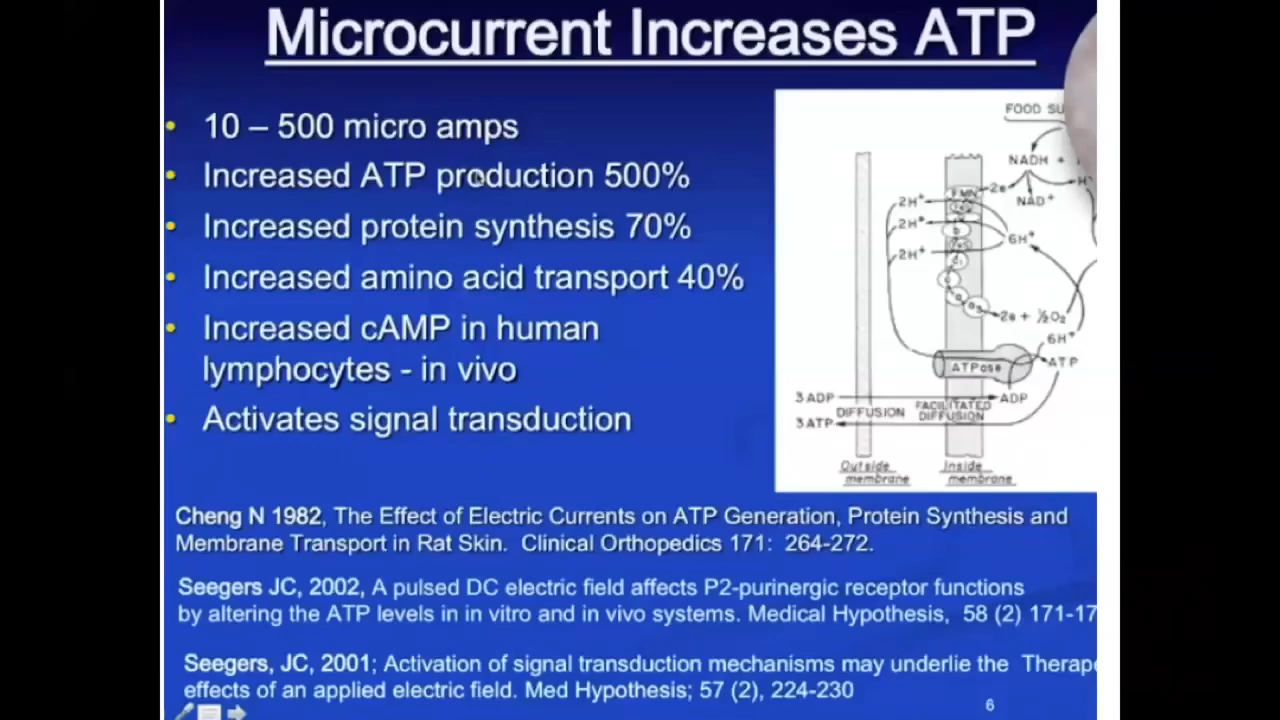 Microcurrent Increases ATP
• 10 – 500 micro amps
• Increased ATP production 500%
• Increased protein synthesis 70%
• Increased amino acid transport 40%
• Increased cAMP in human
lymphocytes - in vivo
• Activates signal transduction
FOOD SU
NADH +
2e
NAD+
H
FMN
2H+
2H+
6H+
2H+
2e + ½O₂
6H+
ATPase
ATP
3 ADP
ADP
DIFFUSION
FACILITATED
DIFFUSION
3 ATP
Outside
membrane
Inside
membrane
Cheng N 1982, The Effect of Electric Currents on ATP Generation, Protein Synthesis and
Membrane Transport in Rat Skin. Clinical Orthopedics 171: 264-272.
Seegers JC, 2002, A pulsed DC electric field affects P2-purinergic receptor functions
by altering the ATP levels in in vitro and in vivo systems. Medical Hypothesis, 58 (2) 171-17
Seegers, JC, 2001; Activation of signal transduction mechanisms may underlie the Therape
effects of an applied electric field. Med Hypothesis; 57 (2), 224-230
6